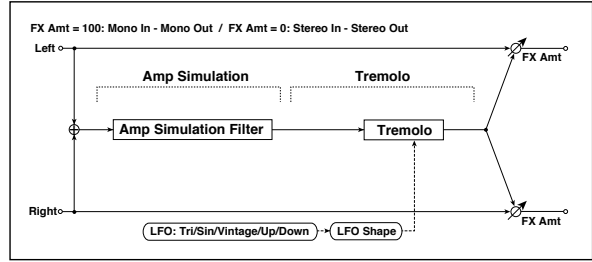 FX Amt = 100: Mono In - Mono Out / FX Amt = 0: Stereo In - Stereo Out
Left
FX Amt
Amp Simulation
Tremolo
Amp Simulation Filter
Tremolo
Right
FX Amt
LFO: Tri/Sin/Vintage/Up/Down
LFO Shape